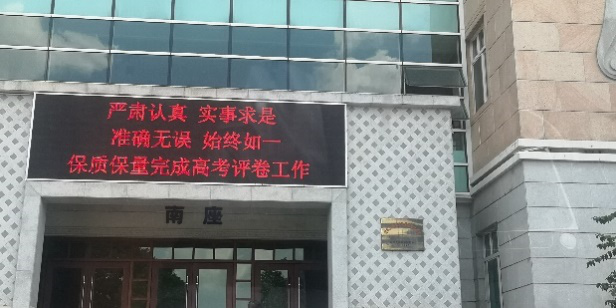 严肃认真 实事求是
准确无误 始终如一
保质保量完成高考评卷工作
南座